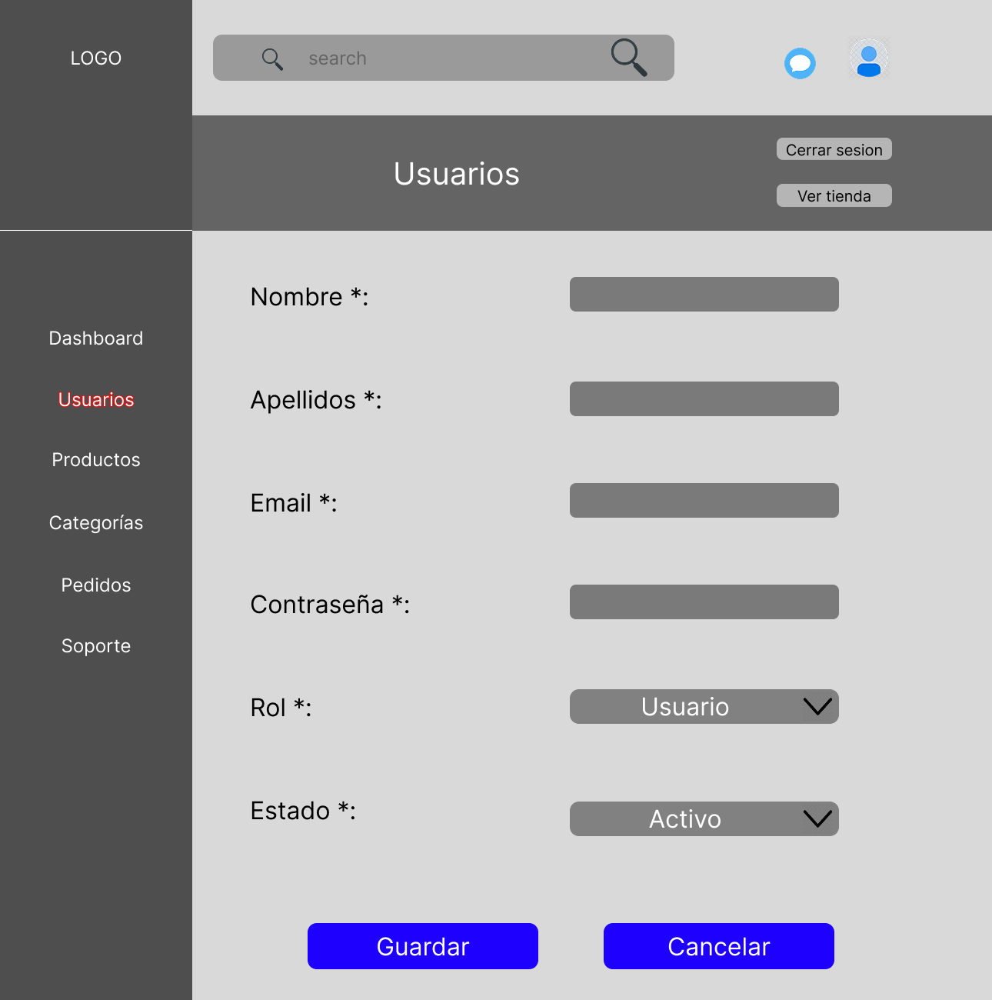 LOGO
search
Usuarios
Cerrar sesion
Ver tienda
Dashboard
Usuarios
Productos
Categorías
Pedidos
Soporte
Nombre *:
Apellidos *:
Email *:
Contraseña *:
Rol *: Usuario
Estado *: Activo
Guardar Cancelar